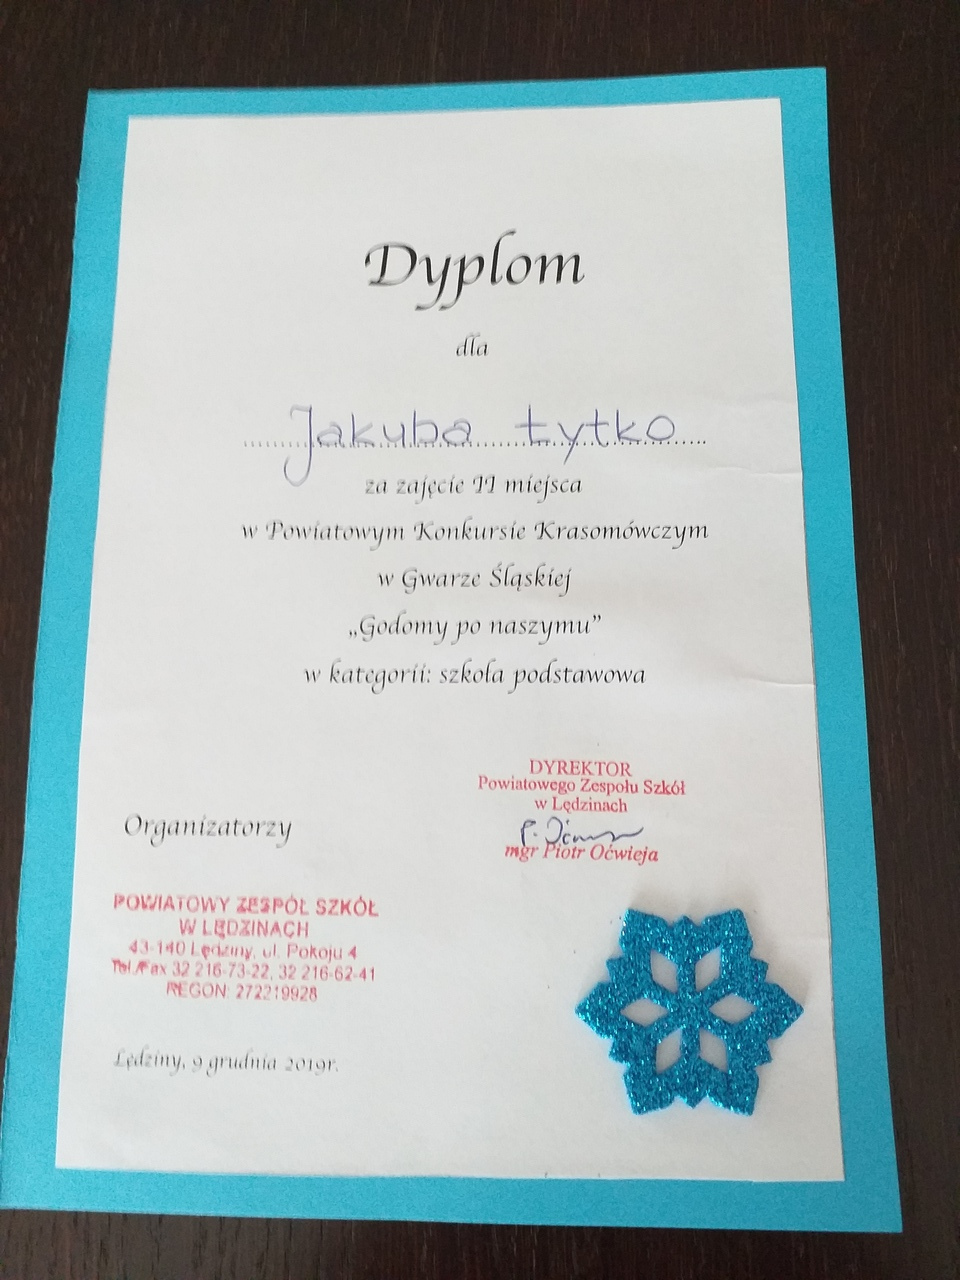 Dyplom
dla
Jakuba Łytko
za zajęcie II miejsca
w Powiatowym Konkursie Krasomówczym
w Gwarze Śląskiej
„Godomy po naszymu”
w kategorii: szkoła podstawowa
DYREKTOR
Powiatowego Zespołu Szkół
w Lędzinach
mgr Piotr Oćwieja
Organizatorzy
POWIATOWY ZESPÓŁ SZKÓŁ
W LĘDZINACH
43-140 Lędziny, ul. Pokoju 4
Tel./Fax 32 216-73-22, 32 216-62-41
REGON: 272219928
Lędziny, 9 grudnia 2019r.